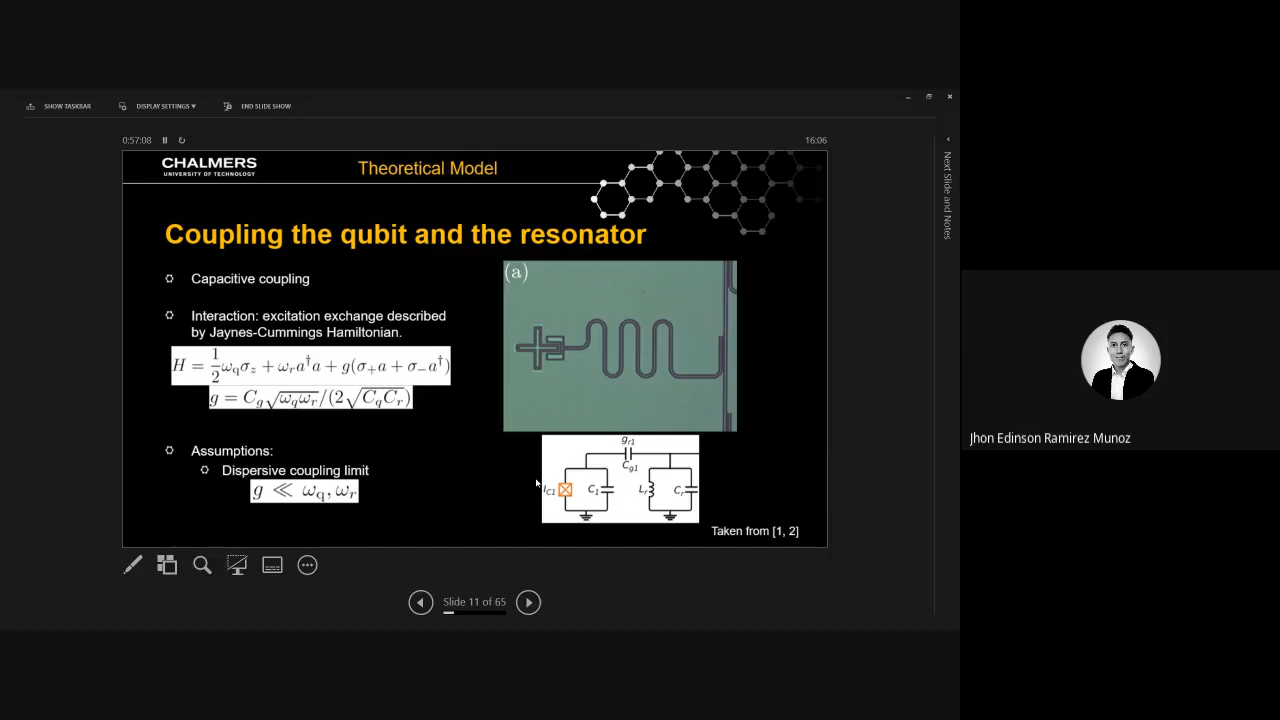 SHOW TASKBAR
DISPLAY SETTINGS ▾
END SLIDE SHOW
0:57:08
16:06
Next Slide and Notes
CHALMERS
UNIVERSITY OF TECHNOLOGY
Theoretical Model
Coupling the qubit and the resonator
Capacitive coupling
Interaction: excitation exchange described
by Jaynes-Cummings Hamiltonian.
H = 1/2 ω_q σ_z + ω_r a†a + g(σ₊a + σ₋a†)
g = C_g √(ω_q ω_r)/(2√(C_q C_r))
Assumptions:
Dispersive coupling limit
g ≪ ω_q, ω_r
(a)
g_r1
C_g1
I_C1
C_1
L_r
C_r
Taken from [1, 2]
Slide 11 of 65
Jhon Edinson Ramirez Munoz